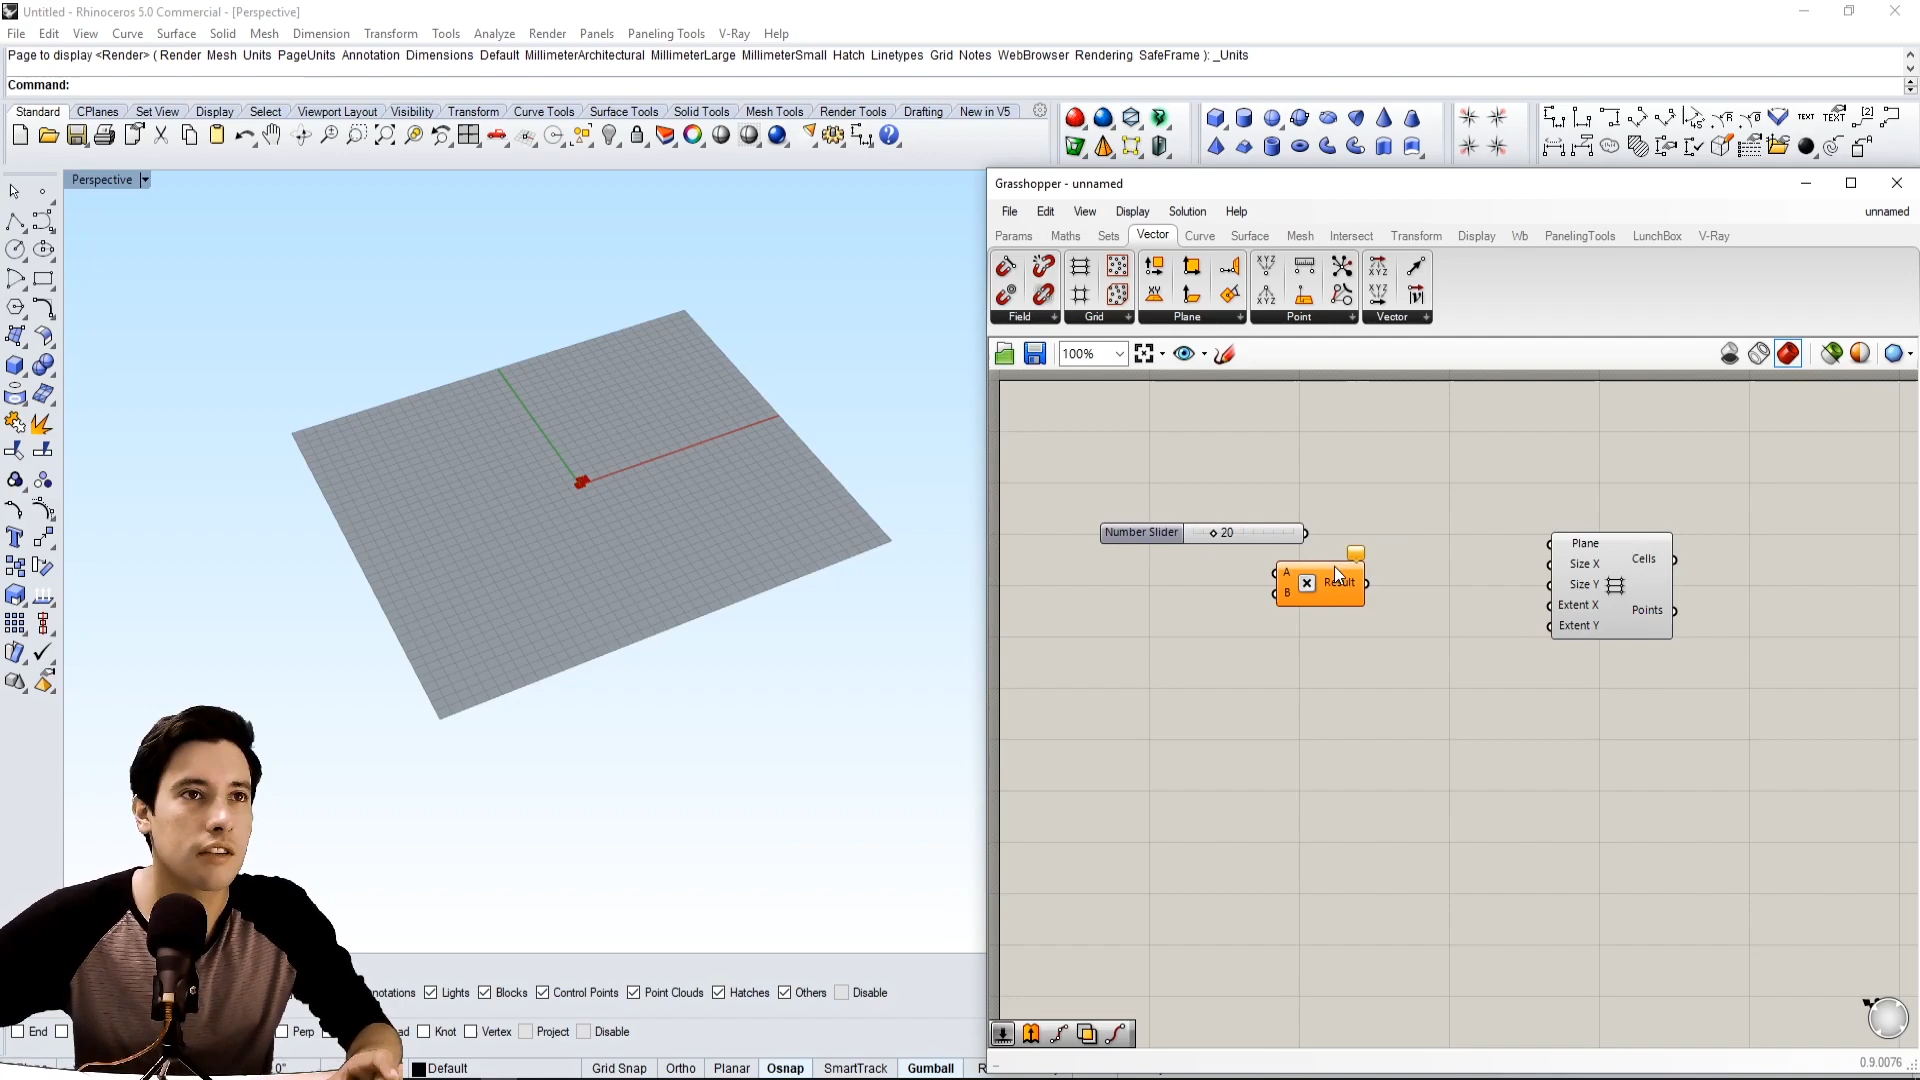 Untitled - Rhinoceros 5.0 Commercial - [Perspective]
File Edit View Curve Surface Solid Mesh Dimension Transform Tools Analyze Render Panels Paneling Tools V-Ray Help
Page to display <Render> ( Render Mesh Units PageUnits Annotation Dimensions Default MillimeterArchitectural MillimeterLarge MillimeterSmall Hatch Linetypes Grid Notes WebBrowser Rendering SafeFrame ): _Units
Command:
Standard CPlanes Set View Display Select Viewport Layout Visibility Transform Curve Tools Surface Tools Solid Tools Mesh Tools Render Tools Drafting New in V5
Perspective
Grasshopper - unnamed
File Edit View Display Solution Help unnamed
Params Maths Sets Vector Curve Surface Mesh Intersect Transform Display Wb PanelingTools LunchBox V-Ray
Field Grid Plane Point Vector
100%
Number Slider 20
A
B
Result
Plane
Size X
Size Y
Extent X
Extent Y
Cells
Points
notations Lights Blocks Control Points Point Clouds Hatches Others Disable
End Perp Knot Vertex Project Disable
0" Default Grid Snap Ortho Planar Osnap SmartTrack Gumball
0.9.0076